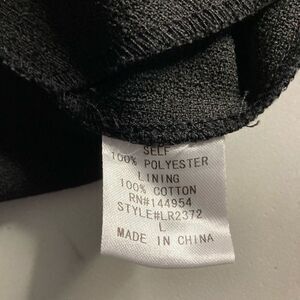 SELF
100% POLYESTER
LINING
100% COTTON
RN#144954
STYLE#LR2372
L
MADE IN CHINA